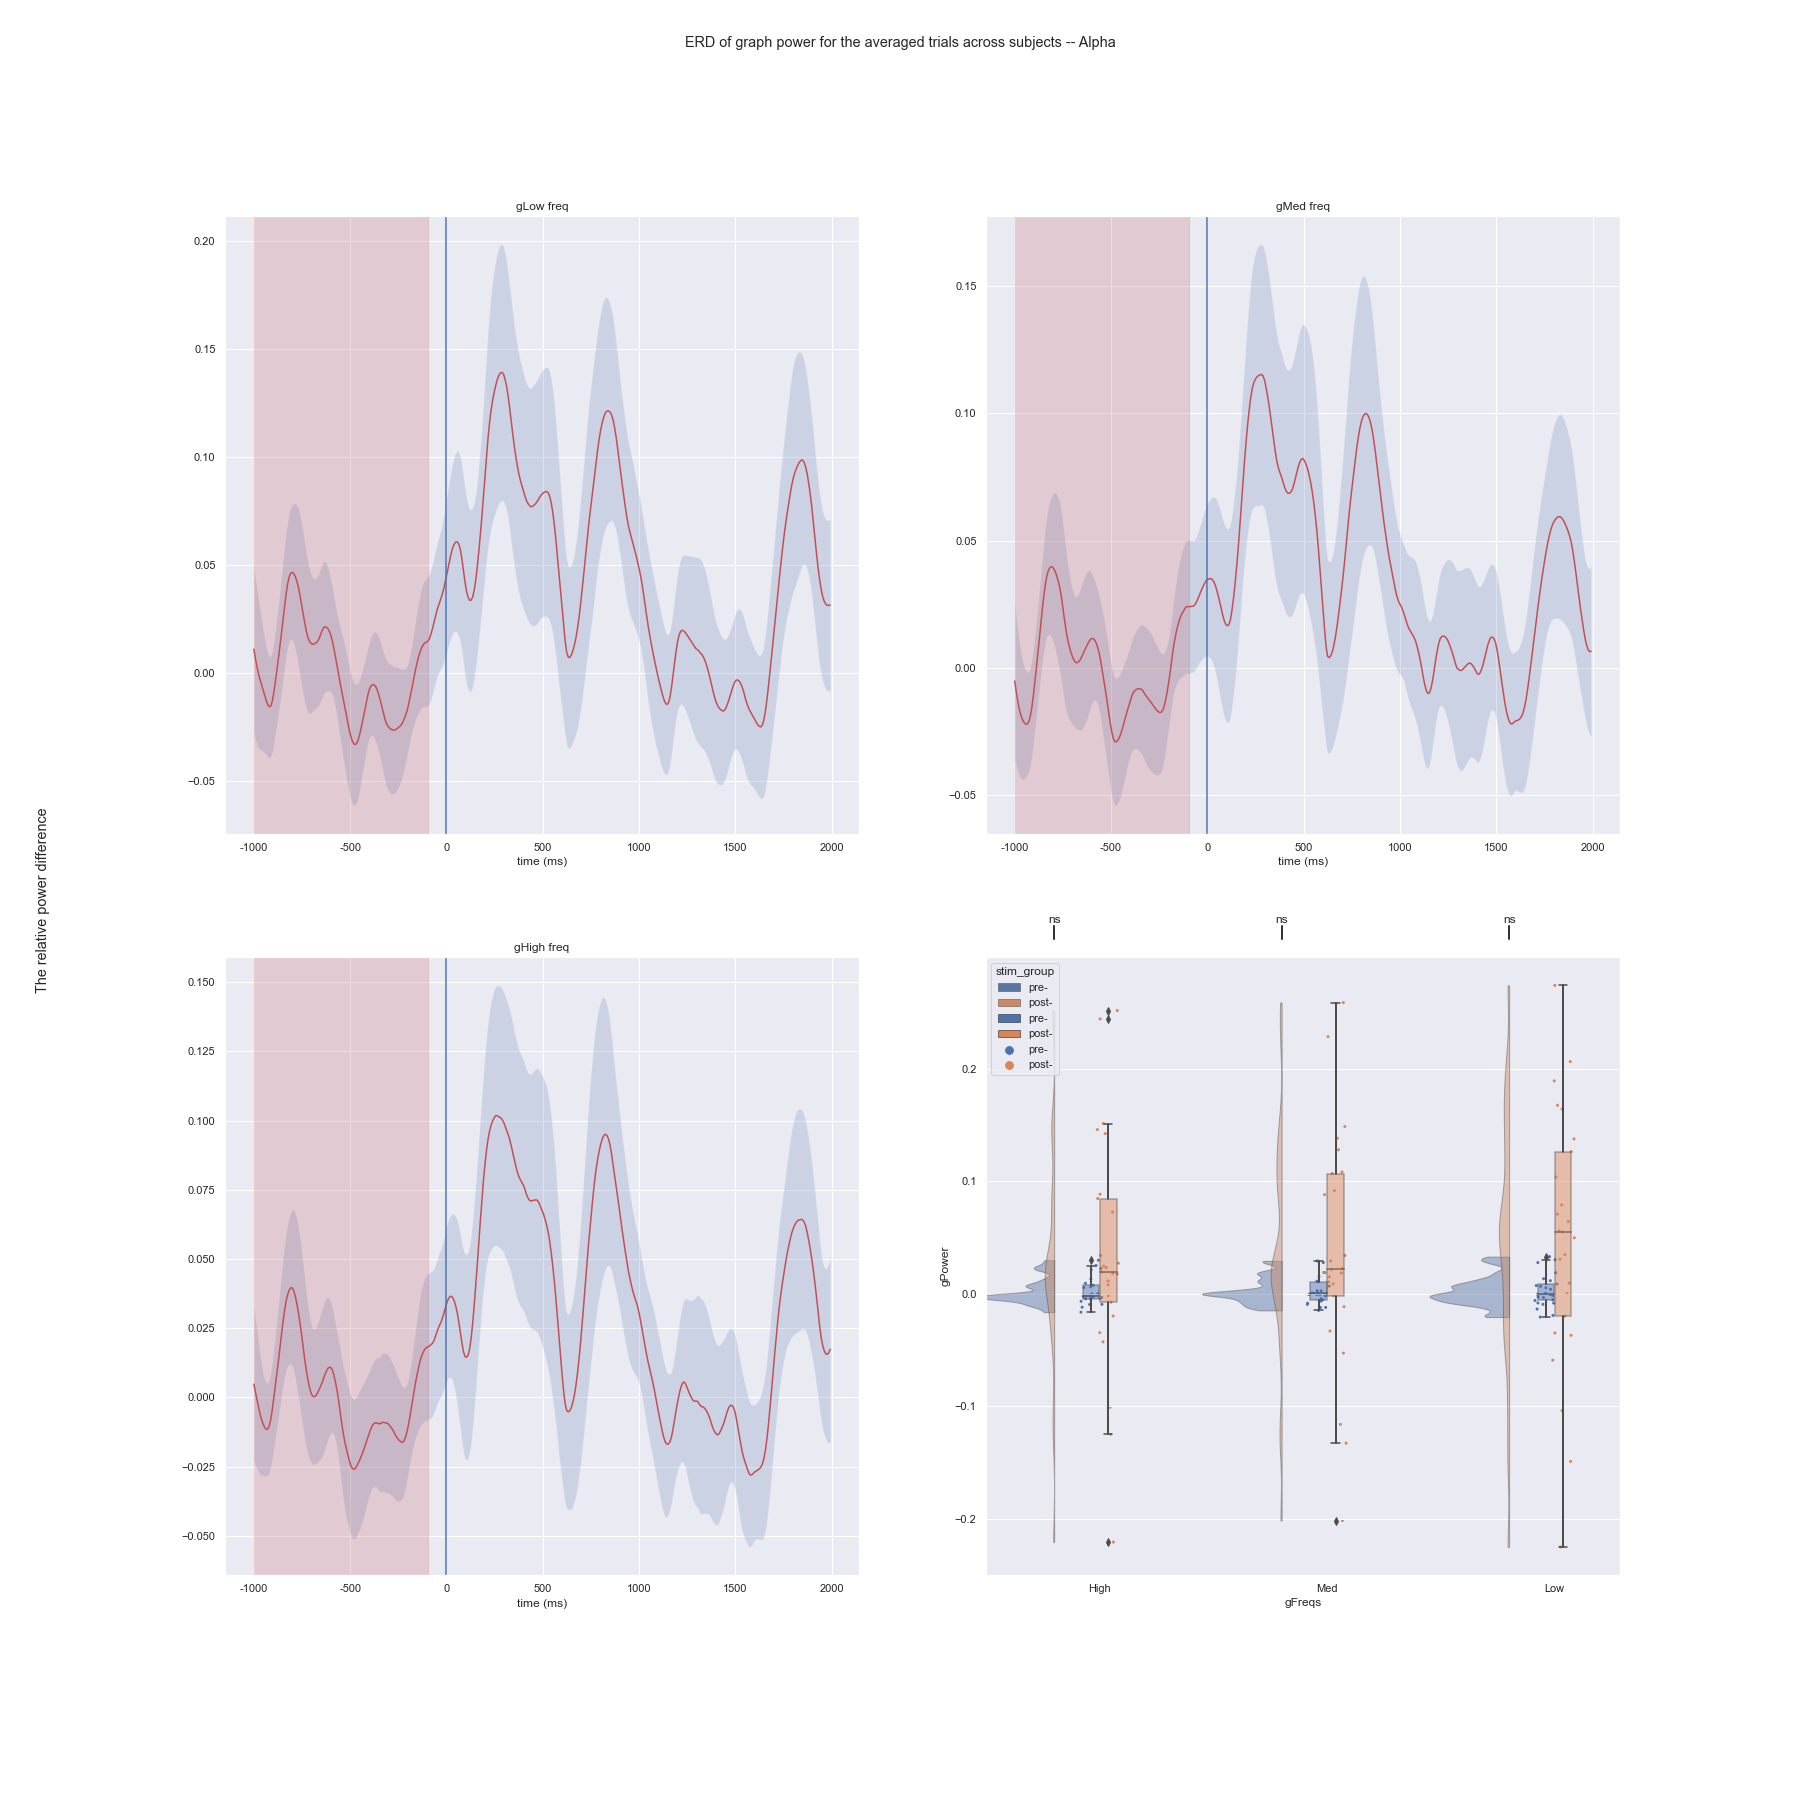 ERD of graph power for the averaged trials across subjects -- Alpha
The relative power difference
gLow freq
0.20
0.15
0.10
0.05
0.00
−0.05
-1000 -500 0 500 1000 1500 2000
time (ms)
gMed freq
0.15
0.10
0.05
0.00
−0.05
-1000 -500 0 500 1000 1500 2000
time (ms)
gHigh freq
0.150
0.125
0.100
0.075
0.050
0.025
0.000
−0.025
−0.050
-1000 -500 0 500 1000 1500 2000
time (ms)
ns ns ns
stim_group
pre-
post-
pre-
post-
pre-
post-
gPower
0.2
0.1
0.0
−0.1
−0.2
High Med Low
gFreqs